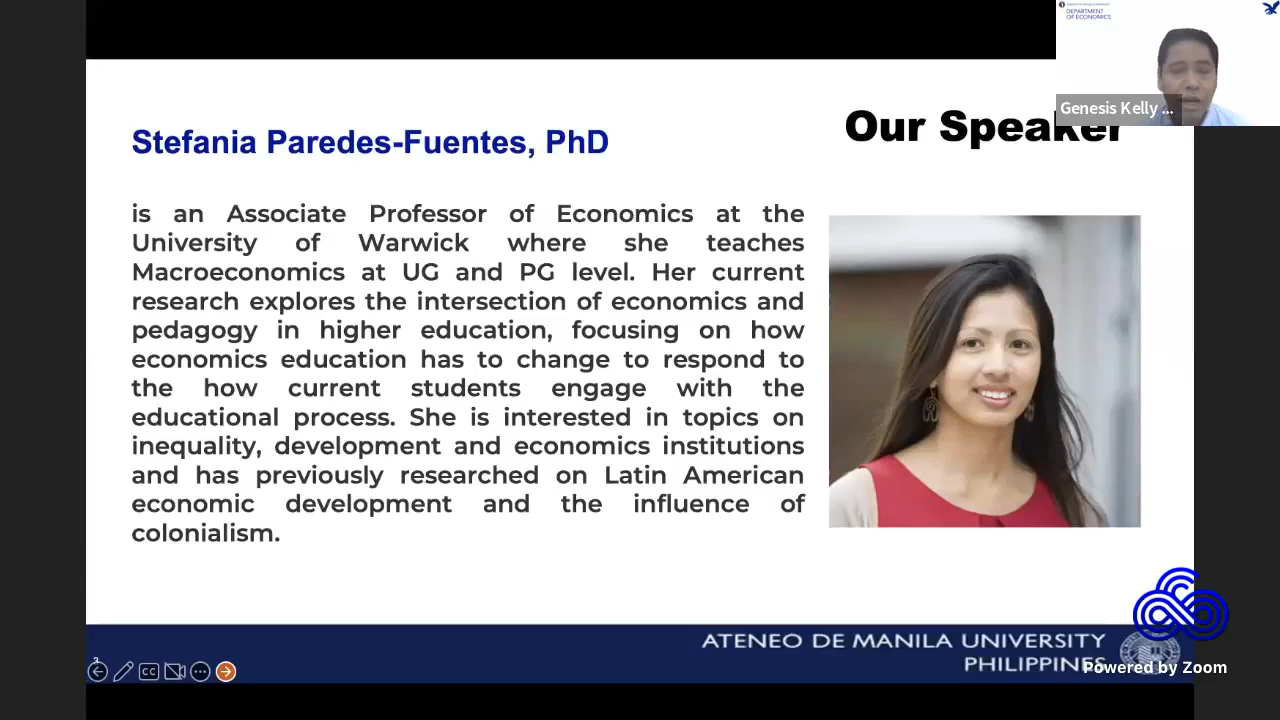 DEPARTMENT
OF ECONOMICS
Genesis Kelly ...
Our Speaker
Stefania Paredes-Fuentes, PhD
is an Associate Professor of Economics at the
University of Warwick where she teaches
Macroeconomics at UG and PG level. Her current
research explores the intersection of economics and
pedagogy in higher education, focusing on how
economics education has to change to respond to
the how current students engage with the
educational process. She is interested in topics on
inequality, development and economics institutions
and has previously researched on Latin American
economic development and the influence of
colonialism.
ATENEO DE MANILA UNIVERSITY
PHILIPPINES
Powered by Zoom
3
CC